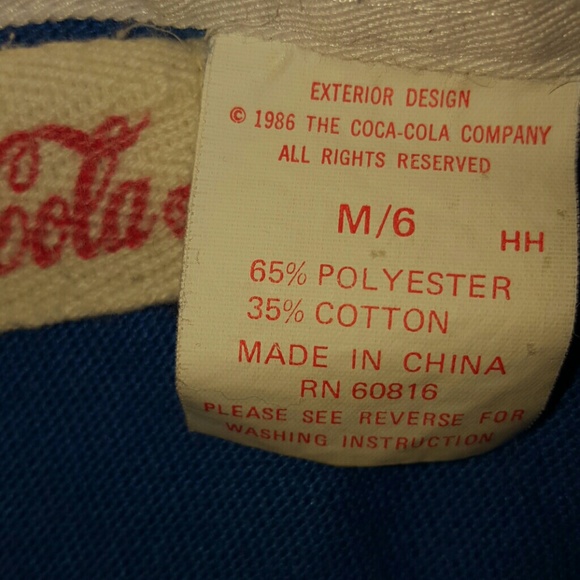 Cola
EXTERIOR DESIGN
© 1986 THE COCA-COLA COMPANY
ALL RIGHTS RESERVED
M/6
HH
65% POLYESTER
35% COTTON
MADE IN CHINA
RN 60816
PLEASE SEE REVERSE FOR
WASHING INSTRUCTION